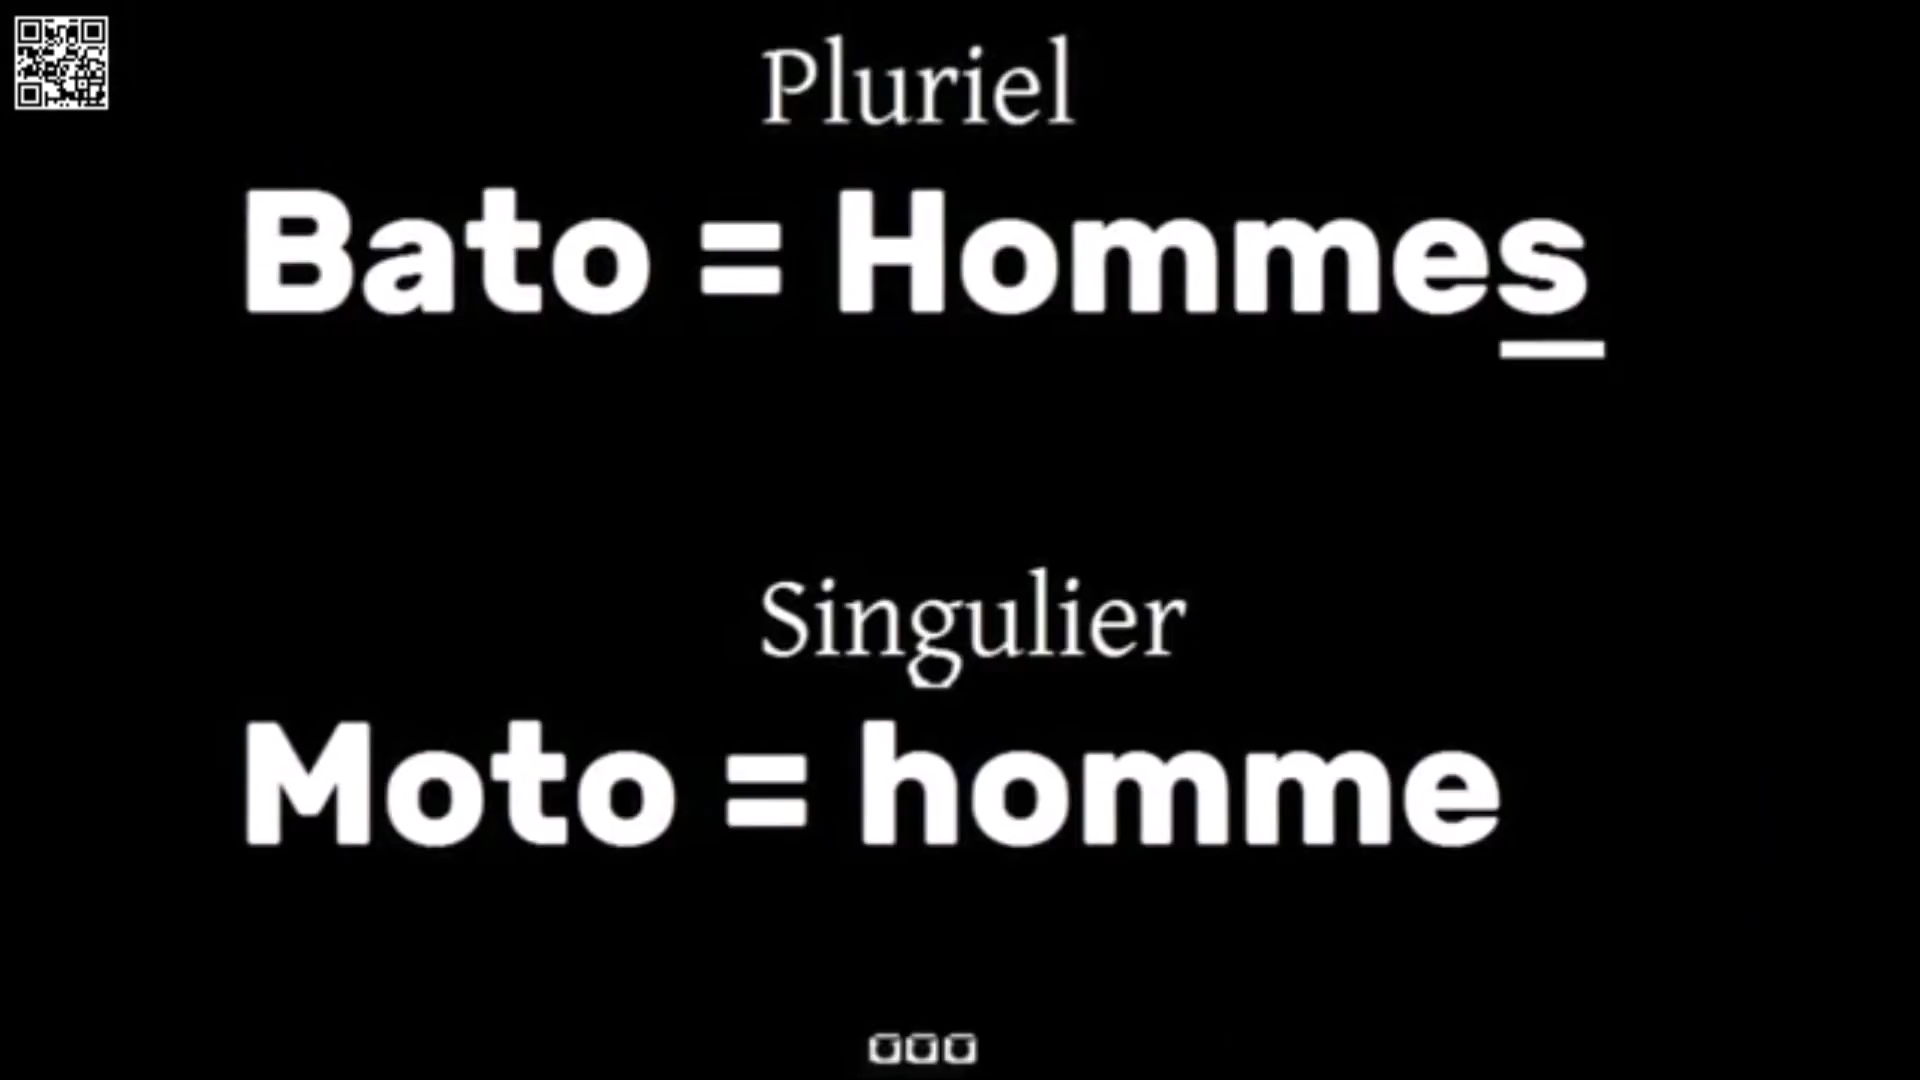 Pluriel
Bato = Hommes
Singulier
Moto = homme